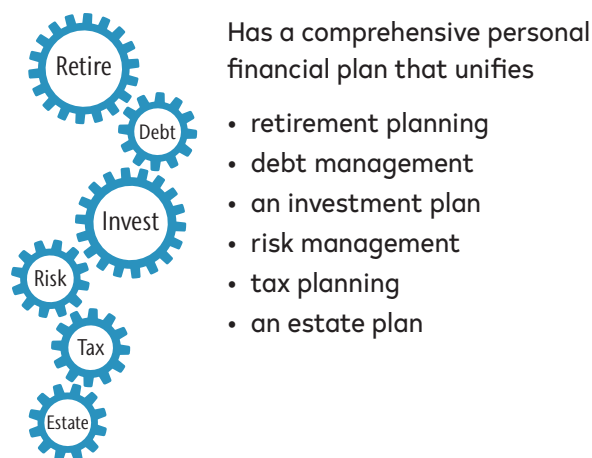 Retire
Debt
Invest
Risk
Tax
Estate
Has a comprehensive personal
financial plan that unifies
• retirement planning
• debt management
• an investment plan
• risk management
• tax planning
• an estate plan